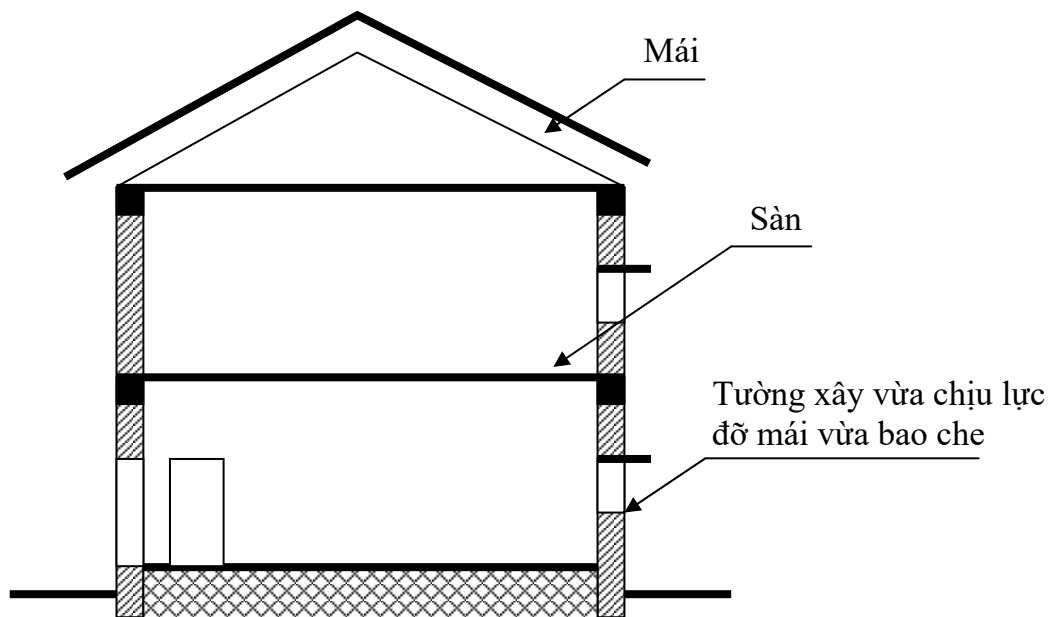 Mái
Sàn
Tường xây vừa chịu lực
đỡ mái vừa bao che